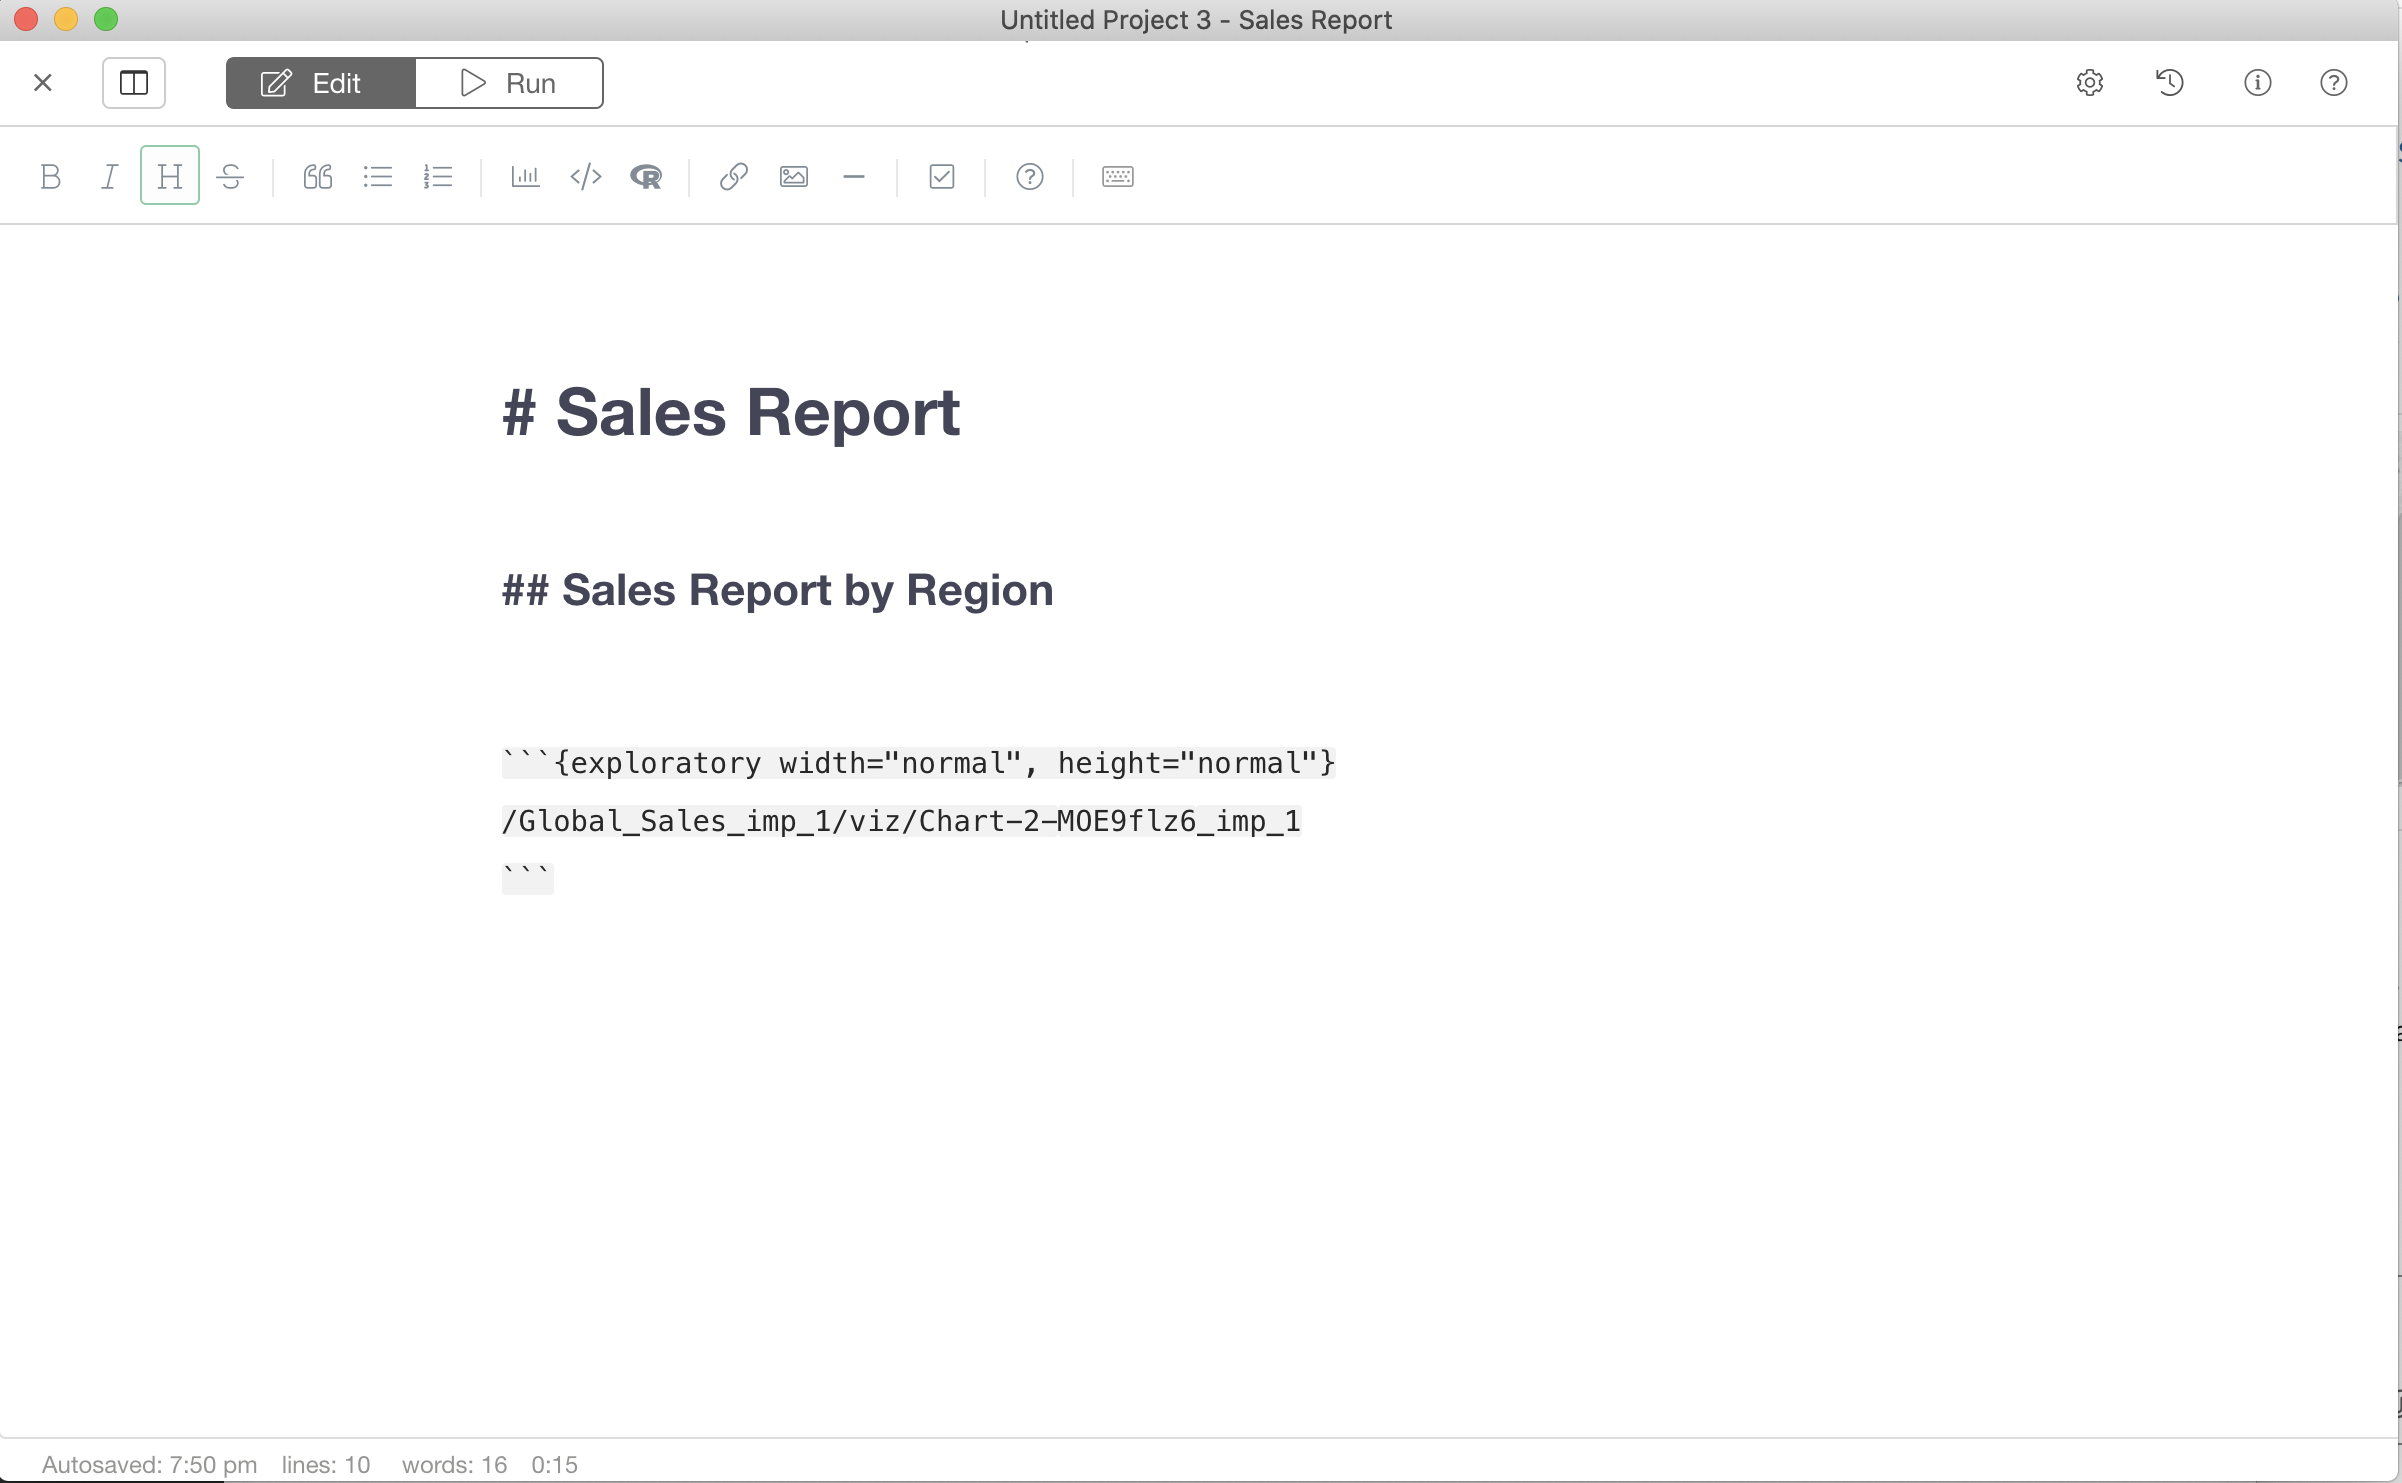 Untitled Project 3 - Sales Report
Edit
Run
# Sales Report
## Sales Report by Region
```{exploratory width="normal", height="normal"}
/Global_Sales_imp_1/viz/Chart-2-MOE9flz6_imp_1
```
Autosaved: 7:50 pm lines: 10 words: 16 0:15